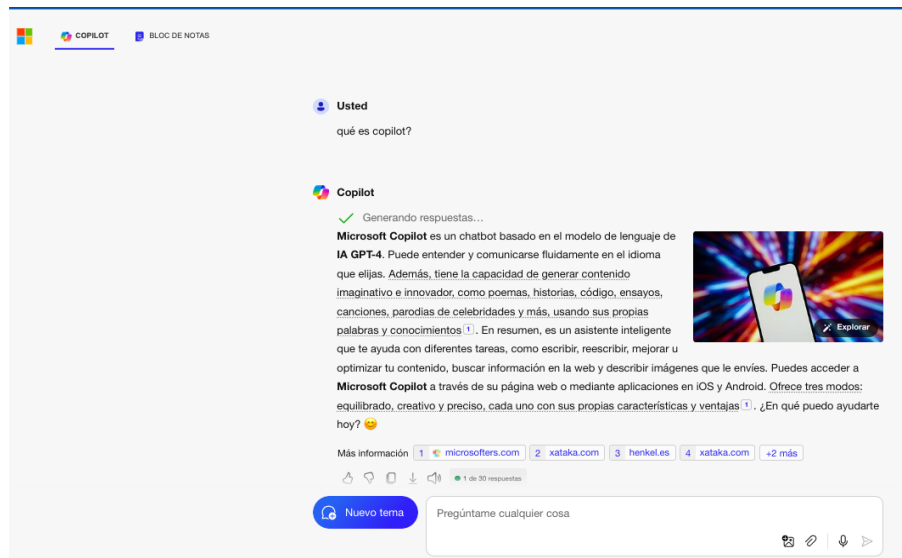 COPILOT
BLOC DE NOTAS
Usted
qué es copilot?
Copilot
Generando respuestas...
Microsoft Copilot es un chatbot basado en el modelo de lenguaje de
IA GPT-4. Puede entender y comunicarse fluidamente en el idioma
que elijas. Además, tiene la capacidad de generar contenido
imaginativo e innovador, como poemas, historias, código, ensayos,
canciones, parodias de celebridades y más, usando sus propias
palabras y conocimientos 1 . En resumen, es un asistente inteligente
que te ayuda con diferentes tareas, como escribir, reescribir, mejorar u
optimizar tu contenido, buscar información en la web y describir imágenes que le envíes. Puedes acceder a
Microsoft Copilot a través de su página web o mediante aplicaciones en iOS y Android. Ofrece tres modos:
equilibrado, creativo y preciso, cada uno con sus propias características y ventajas 1 . ¿En qué puedo ayudarte
hoy? 😊
Explorar
Más información 1 microsofters.com 2 xataka.com 3 henkel.es 4 xataka.com +2 más
1 de 30 respuestas
Nuevo tema
Pregúntame cualquier cosa